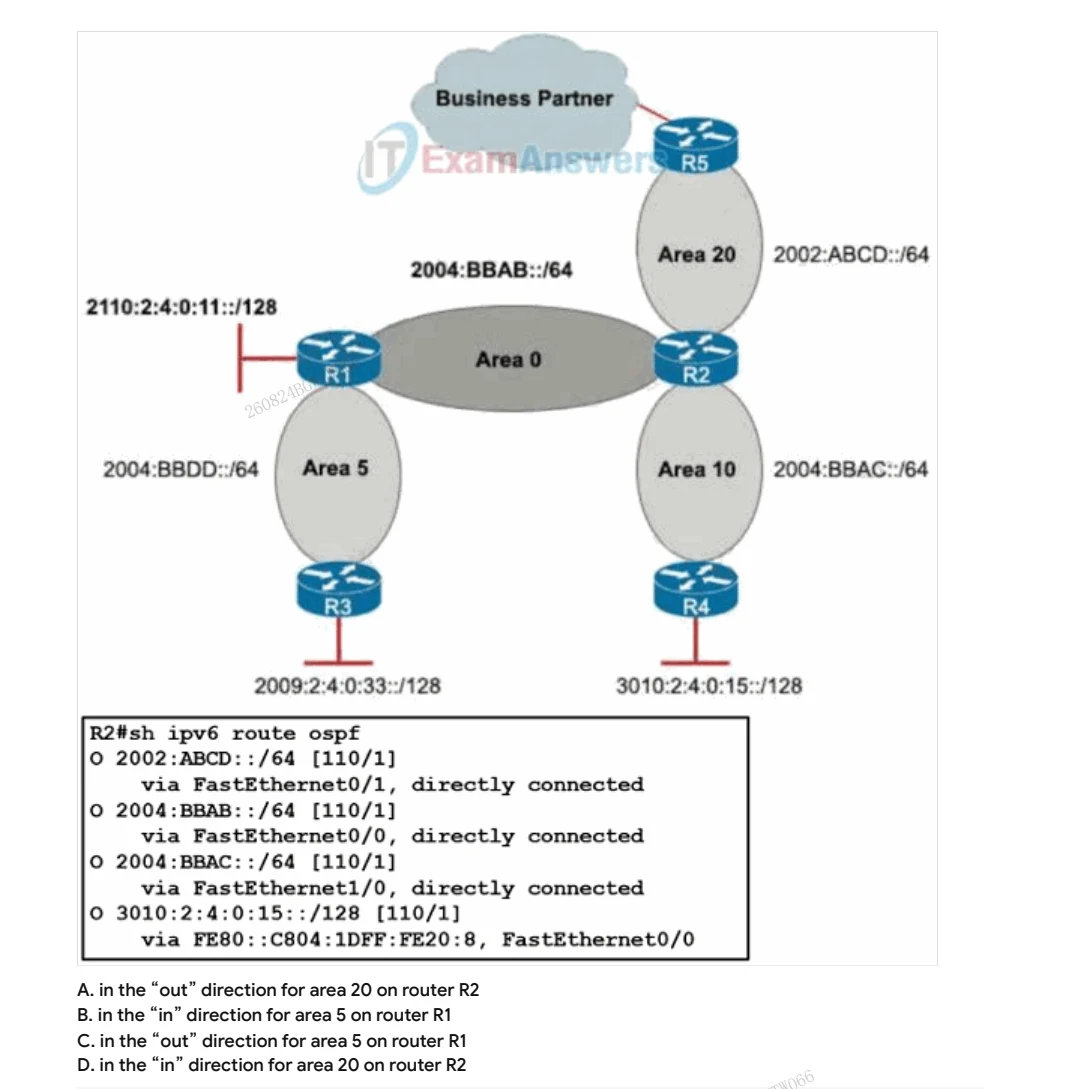 Business Partner
ITExamAnswers
R5
Area 20
2002:ABCD::/64
2004:BBAB::/64
2110:2:4:0:11::/128
Area 0
R1
R2
260824BG
2004:BBDD::/64
Area 5
Area 10
2004:BBAC::/64
R3
R4
2009:2:4:0:33::/128
3010:2:4:0:15::/128
R2#sh ipv6 route ospf
O 2002:ABCD::/64 [110/1]
via FastEthernet0/1, directly connected
O 2004:BBAB::/64 [110/1]
via FastEthernet0/0, directly connected
O 2004:BBAC::/64 [110/1]
via FastEthernet1/0, directly connected
O 3010:2:4:0:15::/128 [110/1]
via FE80::C804:1DFF:FE20:8, FastEthernet0/0
A. in the “out” direction for area 20 on router R2
B. in the “in” direction for area 5 on router R1
C. in the “out” direction for area 5 on router R1
D. in the “in” direction for area 20 on router R2